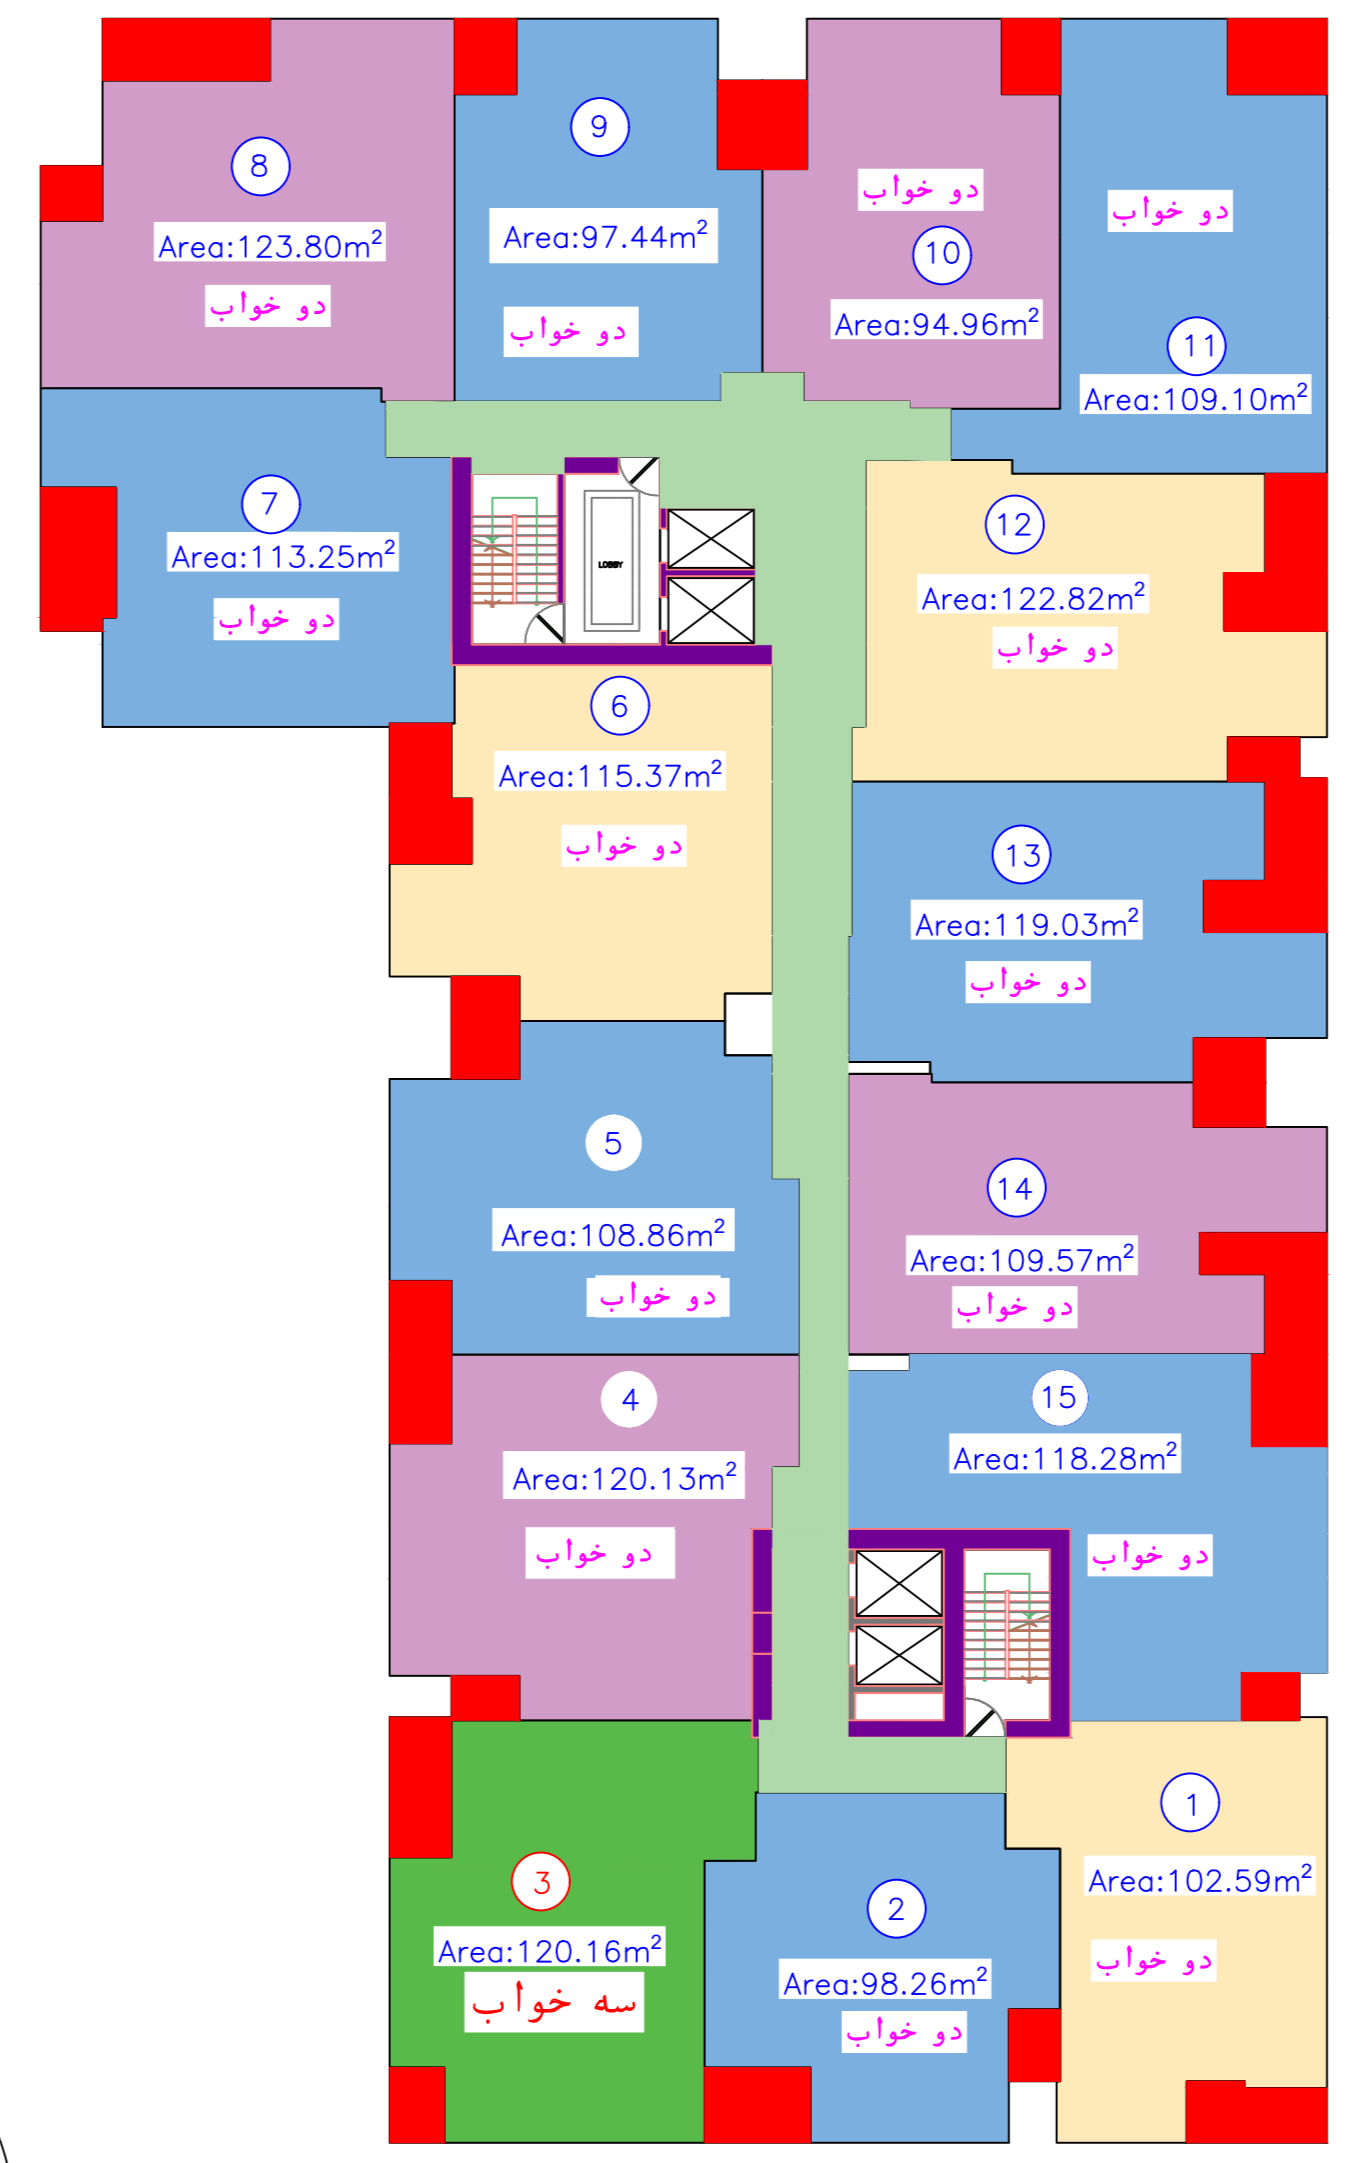 8
Area:123.80m²
دو خواب
9
Area:97.44m²
دو خواب
دو خواب
10
Area:94.96m²
دو خواب
11
Area:109.10m²
7
Area:113.25m²
دو خواب
LOBBY
12
Area:122.82m²
دو خواب
6
Area:115.37m²
دو خواب
13
Area:119.03m²
دو خواب
5
Area:108.86m²
دو خواب
14
Area:109.57m²
دو خواب
4
Area:120.13m²
دو خواب
15
Area:118.28m²
دو خواب
3
Area:120.16m²
سه خواب
2
Area:98.26m²
دو خواب
1
Area:102.59m²
دو خواب